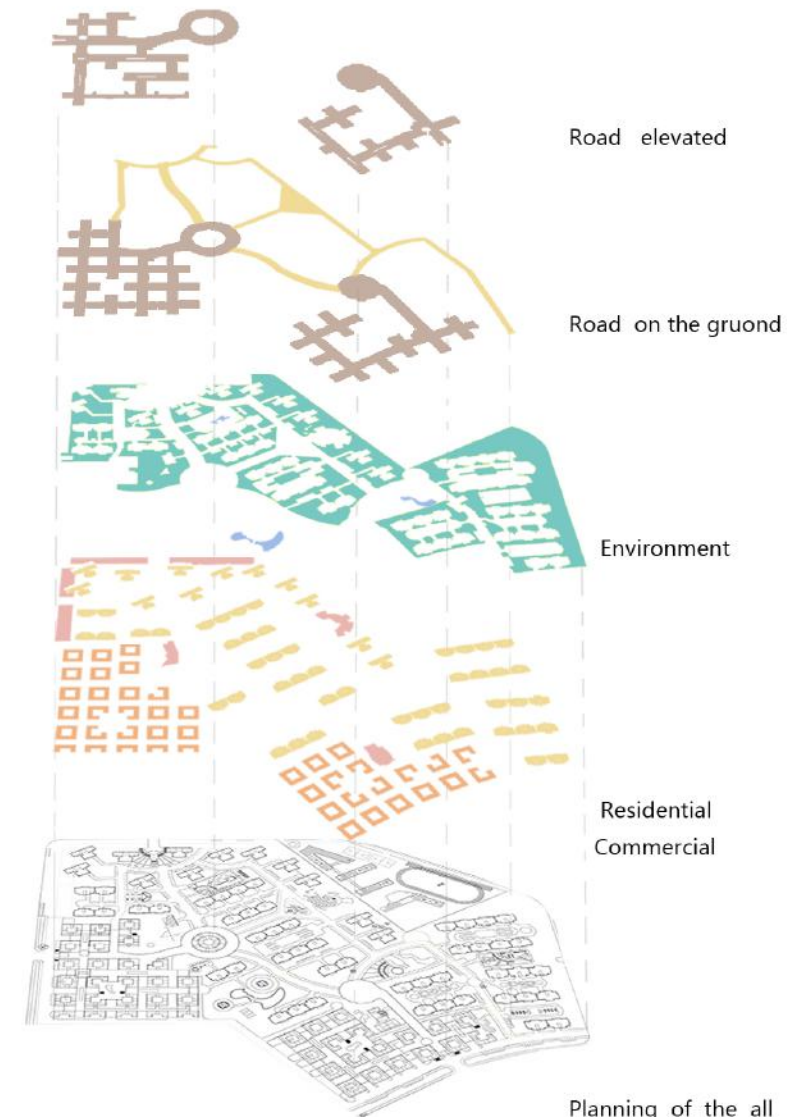 Road elevated
Road on the gruond
Environment
Residential
Commercial
Planning of the all